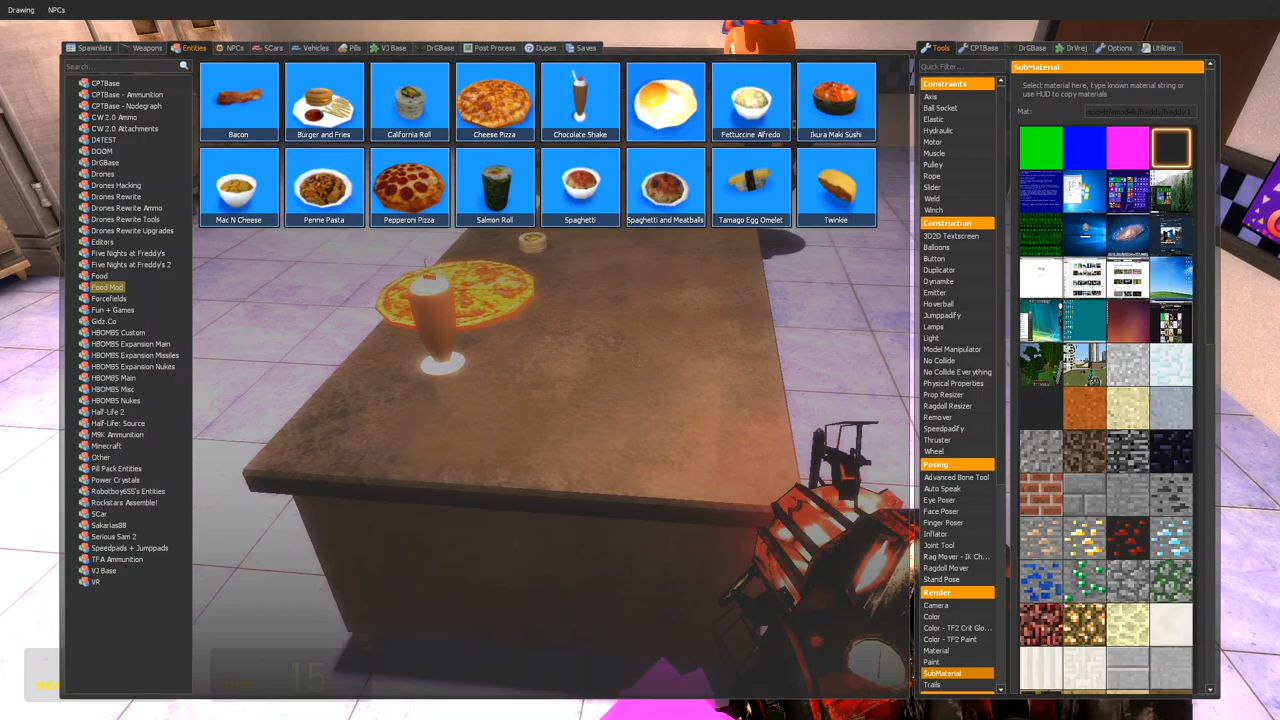 Drawing NPCs
Spawnlists Weapons Entities NPCs SCars Vehicles Pills VJ Base DrGBase Post Process Dupes Saves
Search...
CPTBase
CPTBase - Ammunition
CPTBase - Nodegraph
CW 2.0 Ammo
CW 2.0 Attachments
D4TEST
DOOM
DrGBase
Drones
Drones Hacking
Drones Rewrite
Drones Rewrite Ammo
Drones Rewrite Tools
Drones Rewrite Upgrades
Editors
Five Nights at Freddy's
Five Nights at Freddy's 2
Food
Food Mod
Forcefields
Fun + Games
Gidz.Co
HBOMBS Custom
HBOMBS Expansion Main
HBOMBS Expansion Missiles
HBOMBS Expansion Nukes
HBOMBS Main
HBOMBS Misc
HBOMBS Nukes
Half-Life 2
Half-Life: Source
M9K Ammunition
Minecraft
Other
Pill Pack Entities
Power Crystals
Robotboy655's Entities
Rockstars Assemble!
SCar
Sakarias88
Serious Sam 2
Speedpads + Jumppads
TFA Ammunition
VJ Base
VR
Bacon
Burger and Fries
California Roll
Cheese Pizza
Chocolate Shake
Fettuccine Alfredo
Ikura Maki Sushi
Mac N Cheese
Penne Pasta
Pepperoni Pizza
Salmon Roll
Spaghetti
Spaghetti and Meatballs
Tamago Egg Omelet
Twinkie
15
Tools CPTBase DrGBase DrVrej Options Utilities
Quick Filter...
Constraints
Axis
Ball Socket
Elastic
Hydraulic
Motor
Muscle
Pulley
Rope
Slider
Weld
Winch
Construction
3D2D Textscreen
Balloons
Button
Duplicator
Dynamite
Emitter
Hoverball
Jumppadify
Lamps
Light
Model Manipulator
No Collide
No Collide Everything
Physical Properties
Prop Resizer
Ragdoll Resizer
Remover
Speedpadify
Thruster
Wheel
Posing
Advanced Bone Tool
Auto Speak
Eye Poser
Face Poser
Finger Poser
Inflator
Joint Tool
Rag Mover - IK Ch...
Ragdoll Mover
Stand Pose
Render
Camera
Color
Color - TF2 Crit Glo...
Color - TF2 Paint
Material
Paint
SubMaterial
Trails
SubMaterial
Select material here, type known material string or
use HUD to copy materials
Mat: